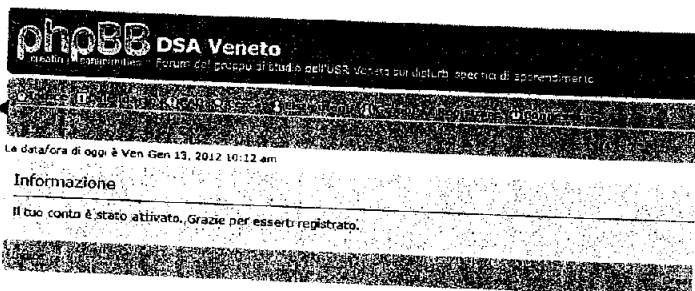 phpBB DSA Veneto
creating communities Forum del gruppo di studio dell'USR Veneto sui disturbi specifici di apprendimento
La data/ora di oggi è Ven Gen 13, 2012 10:12 am
Informazione
Il tuo conto è stato attivato. Grazie per esserti registrato.